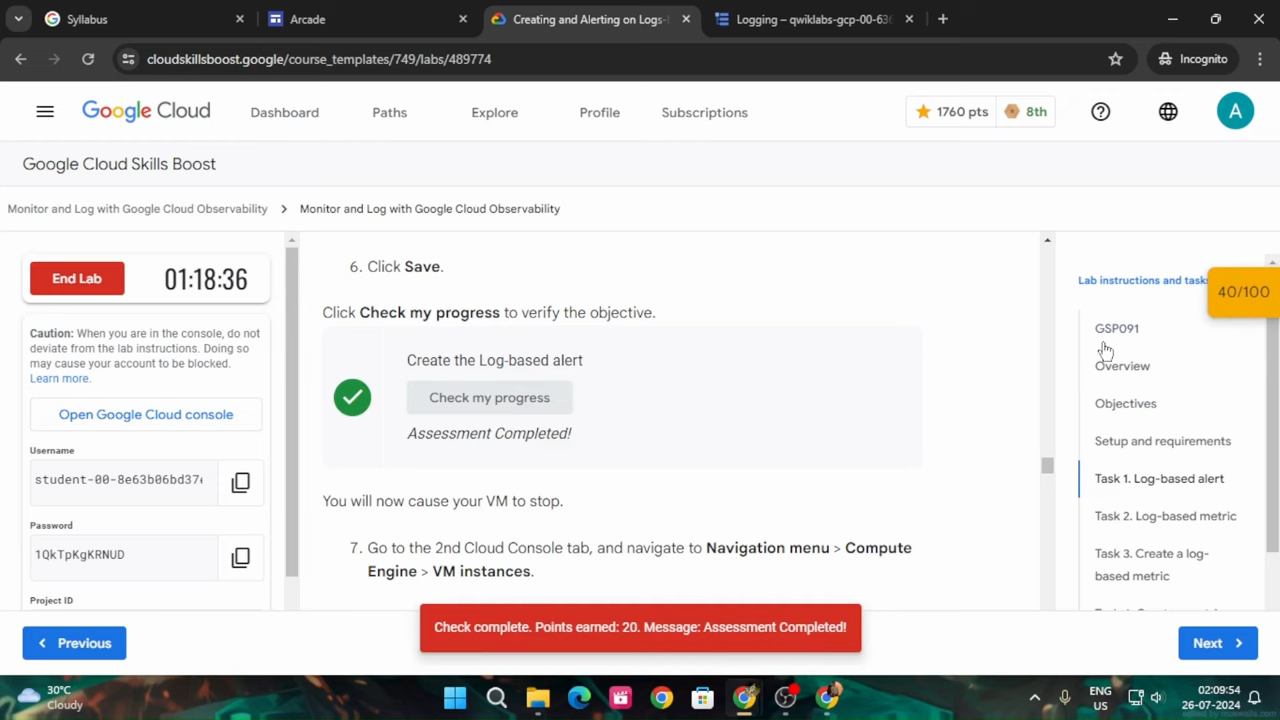 Syllabus
Arcade
Creating and Alerting on Logs-
Logging – qwiklabs-gcp-00-63
cloudskillsboost.google/course_templates/749/labs/489774
Incognito
Google Cloud
Dashboard
Paths
Explore
Profile
Subscriptions
1760 pts
8th
A
Google Cloud Skills Boost
Monitor and Log with Google Cloud Observability > Monitor and Log with Google Cloud Observability
End Lab
01:18:36
Caution: When you are in the console, do not
deviate from the lab instructions. Doing so
may cause your account to be blocked.
Learn more.
Open Google Cloud console
Username
student-00-8e63b06bd37
Password
1QkTpKgKRNUD
Project ID
6. Click Save.
Click Check my progress to verify the objective.
Create the Log-based alert
Check my progress
Assessment Completed!
You will now cause your VM to stop.
7. Go to the 2nd Cloud Console tab, and navigate to Navigation menu > Compute
Engine > VM instances.
Lab instructions and tasks
40/100
GSP091
Overview
Objectives
Setup and requirements
Task 1. Log-based alert
Task 2. Log-based metric
Task 3. Create a log-
based metric
Previous
Check complete. Points earned: 20. Message: Assessment Completed!
Next
30°C
Cloudy
ENG
US
02:09:54
26-07-2024